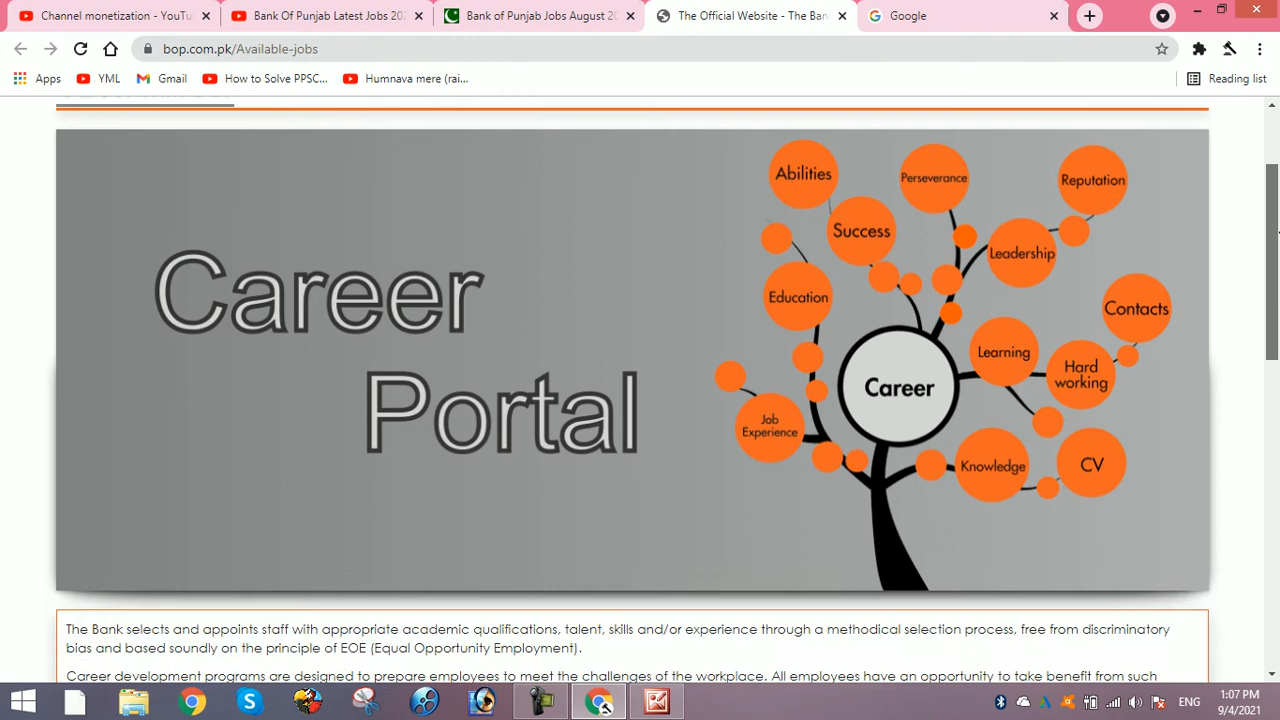 Channel monetization - YouTu
Bank Of Punjab Latest Jobs 202
Bank of Punjab Jobs August 20
The Official Website - The Ban
Google
bop.com.pk/Available-jobs
Apps
YML
Gmail
How to Solve PPSC...
Humnava mere (rai...
Reading list
Career
Portal
Abilities
Perseverance
Reputation
Success
Leadership
Education
Contacts
Learning
Hard
working
Career
Job
Experience
Knowledge
CV
The Bank selects and appoints staff with appropriate academic qualifications, talent, skills and/or experience through a methodical selection process, free from discriminatory
bias and based soundly on the principle of EOE (Equal Opportunity Employment).
Career development programs are designed to prepare employees to meet the challenges of the workplace. All employees have an opportunity to take benefit from such
ENG
1:07 PM
9/4/2021